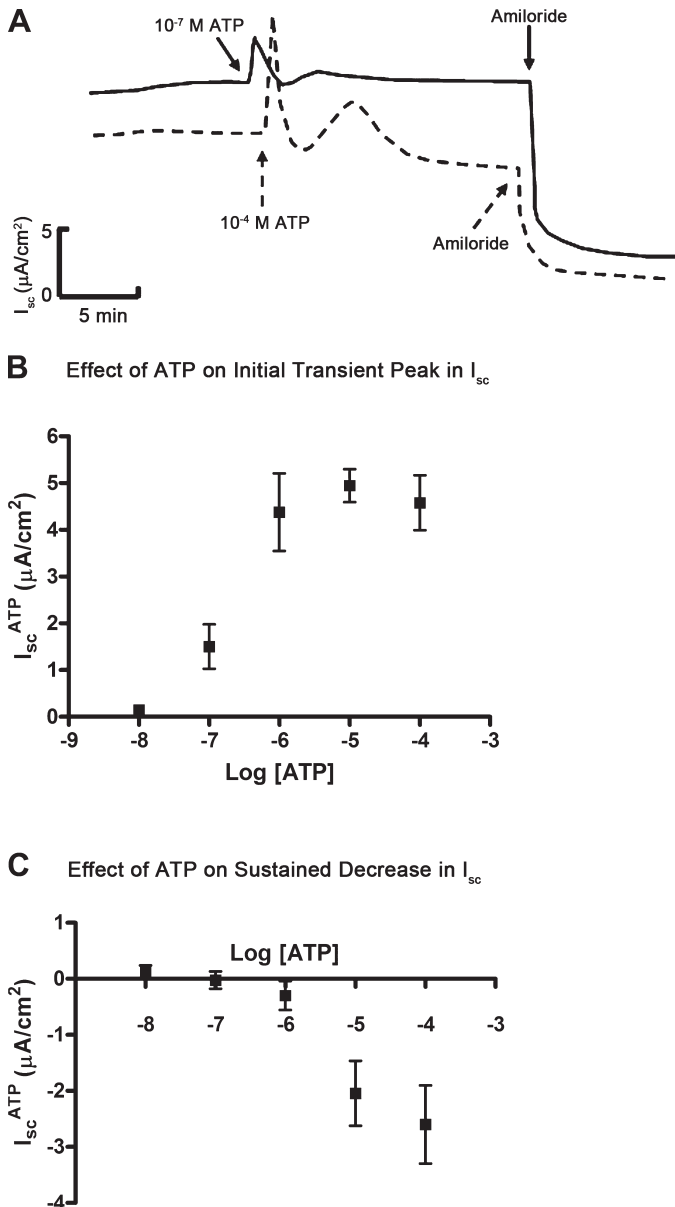 A
10⁻⁷ M ATP
Amiloride
10⁻⁴ M ATP
Amiloride
5
0
Isc (μA/cm²)
5 min
B Effect of ATP on Initial Transient Peak in Isc
6
5
4
3
2
1
0
IscATP (μA/cm²)
-9 -8 -7 -6 -5 -4 -3
Log [ATP]
C Effect of ATP on Sustained Decrease in Isc
1
0
-1
-2
-3
-4
IscATP (μA/cm²)
Log [ATP]
-8 -7 -6 -5 -4 -3